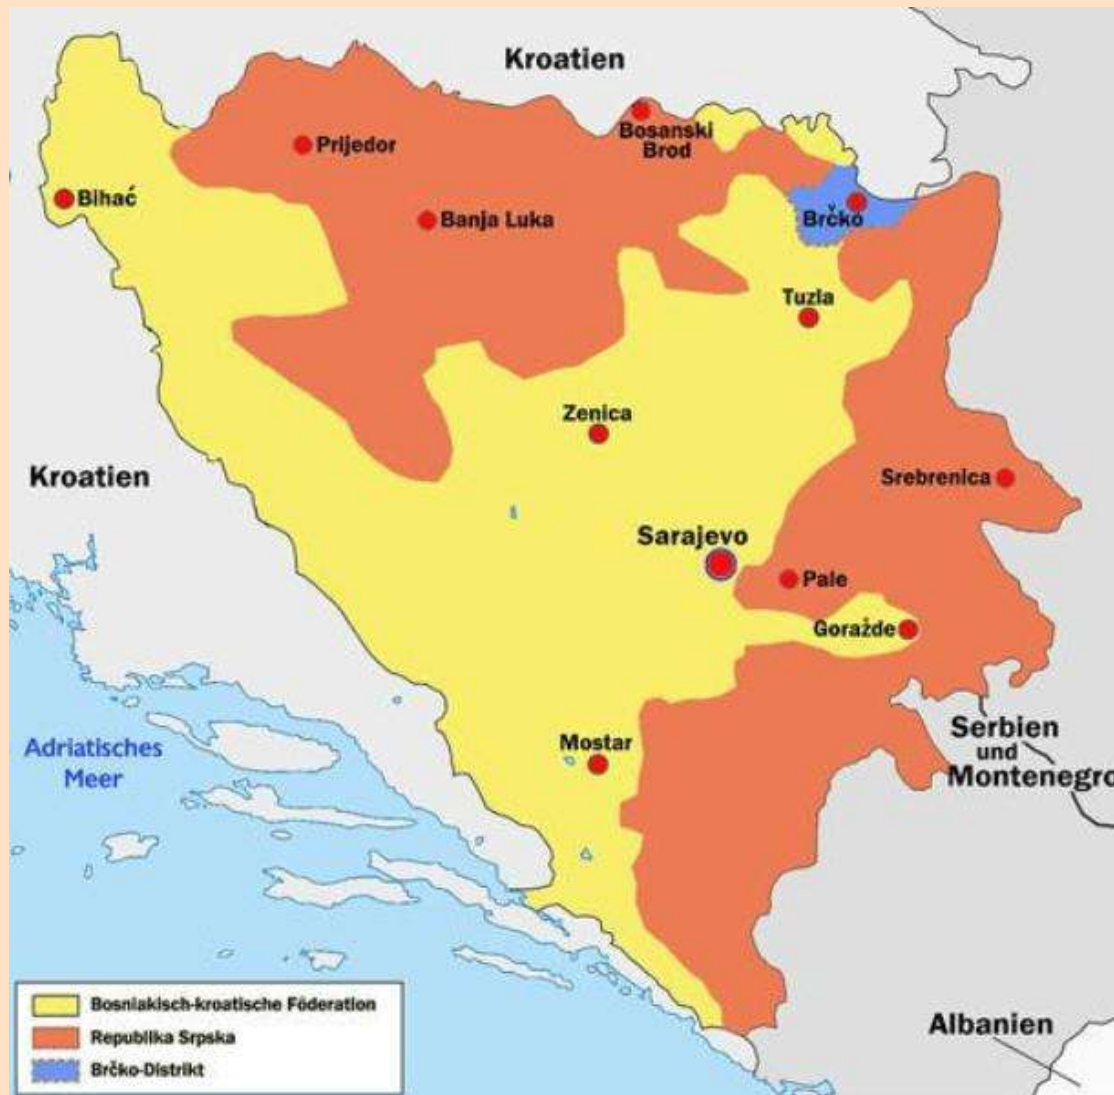 Kroatien
Prijedor
Bosanski
Brod
Bihać
Banja Luka
Brčko
Tuzla
Zenica
Kroatien
Srebrenica
Sarajevo
Pale
Goražde
Serbien
und
Montenegro
Mostar
Adriatisches
Meer
Bosniakisch-kroatische Föderation
Republika Srpska
Brčko-Distrikt
Albanien